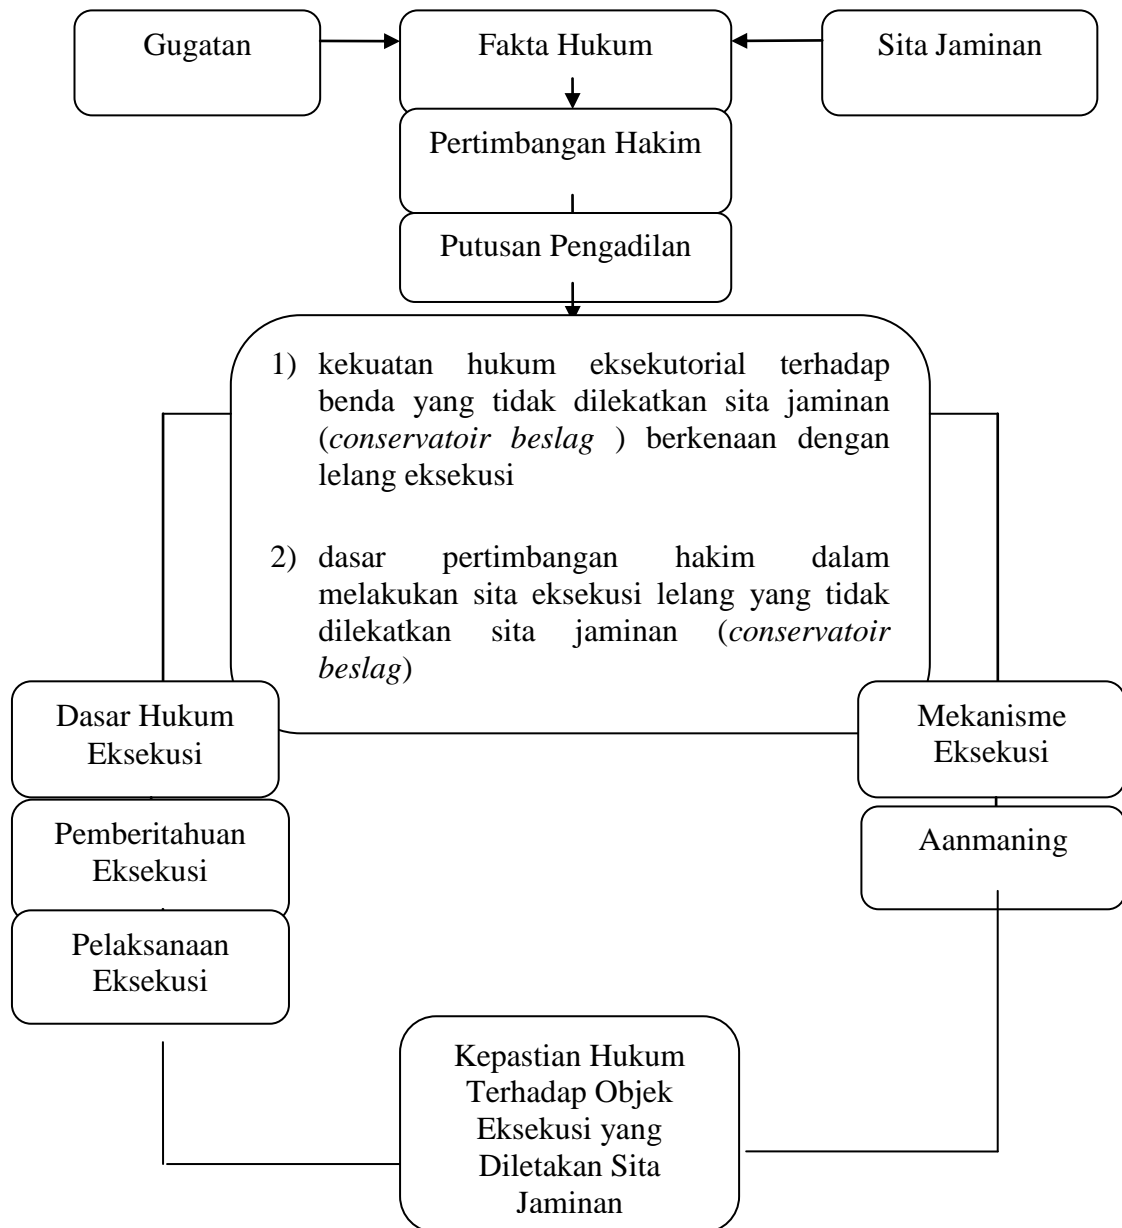 Gugatan
Fakta Hukum
Sita Jaminan
Pertimbangan Hakim
Putusan Pengadilan
1) kekuatan hukum eksekutorial terhadap
benda yang tidak dilekatkan sita jaminan
(conservatoir beslag ) berkenaan dengan
lelang eksekusi
2) dasar pertimbangan hakim dalam
melakukan sita eksekusi lelang yang tidak
dilekatkan sita jaminan (conservatoir
beslag)
Dasar Hukum
Eksekusi
Mekanisme
Eksekusi
Pemberitahuan
Eksekusi
Aanmaning
Pelaksanaan
Eksekusi
Kepastian Hukum
Terhadap Objek
Eksekusi yang
Diletakan Sita
Jaminan